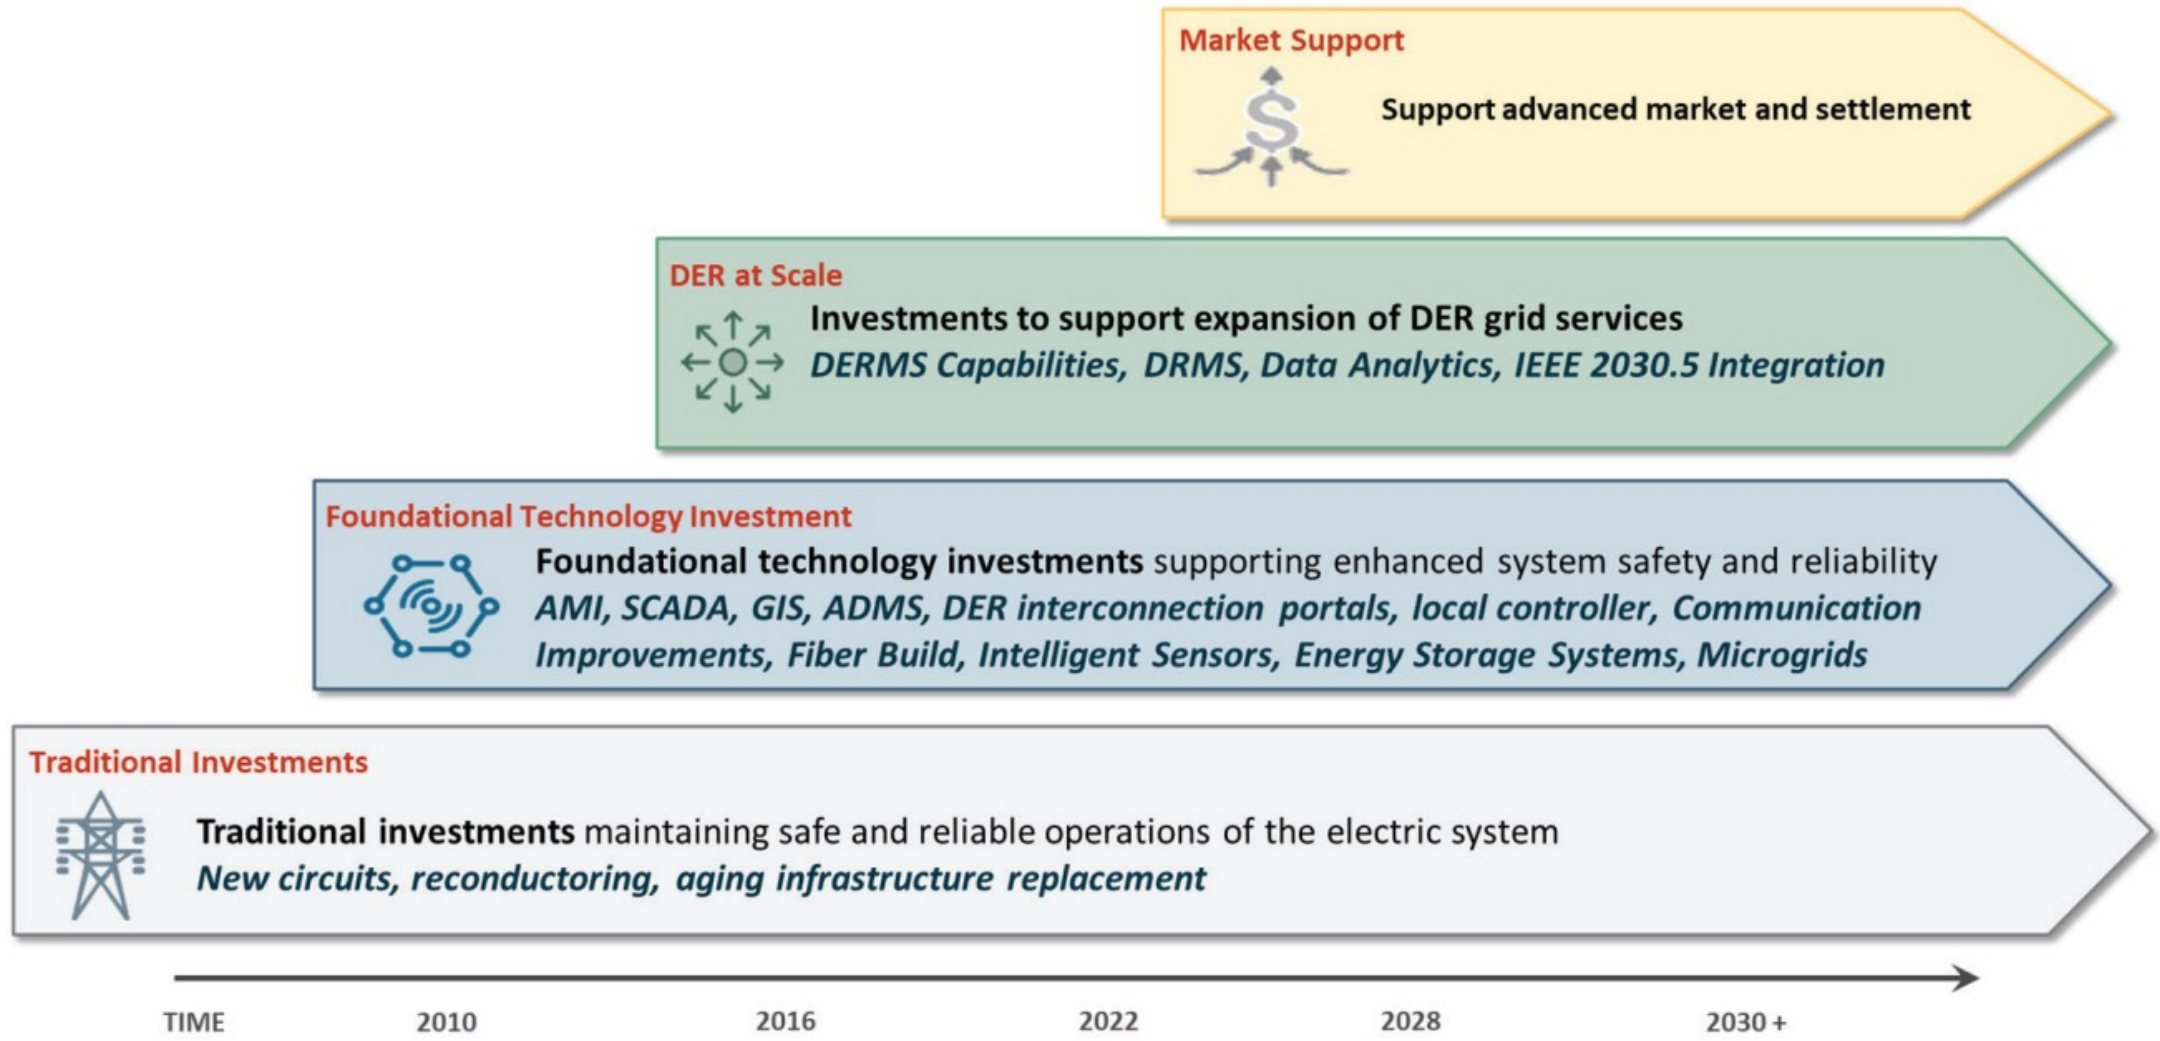 Market Support
Support advanced market and settlement
DER at Scale
Investments to support expansion of DER grid services
DERMS Capabilities, DRMS, Data Analytics, IEEE 2030.5 Integration
Foundational Technology Investment
Foundational technology investments supporting enhanced system safety and reliability
AMI, SCADA, GIS, ADMS, DER interconnection portals, local controller, Communication
Improvements, Fiber Build, Intelligent Sensors, Energy Storage Systems, Microgrids
Traditional Investments
Traditional investments maintaining safe and reliable operations of the electric system
New circuits, reconductoring, aging infrastructure replacement
TIME 2010 2016 2022 2028 2030 +